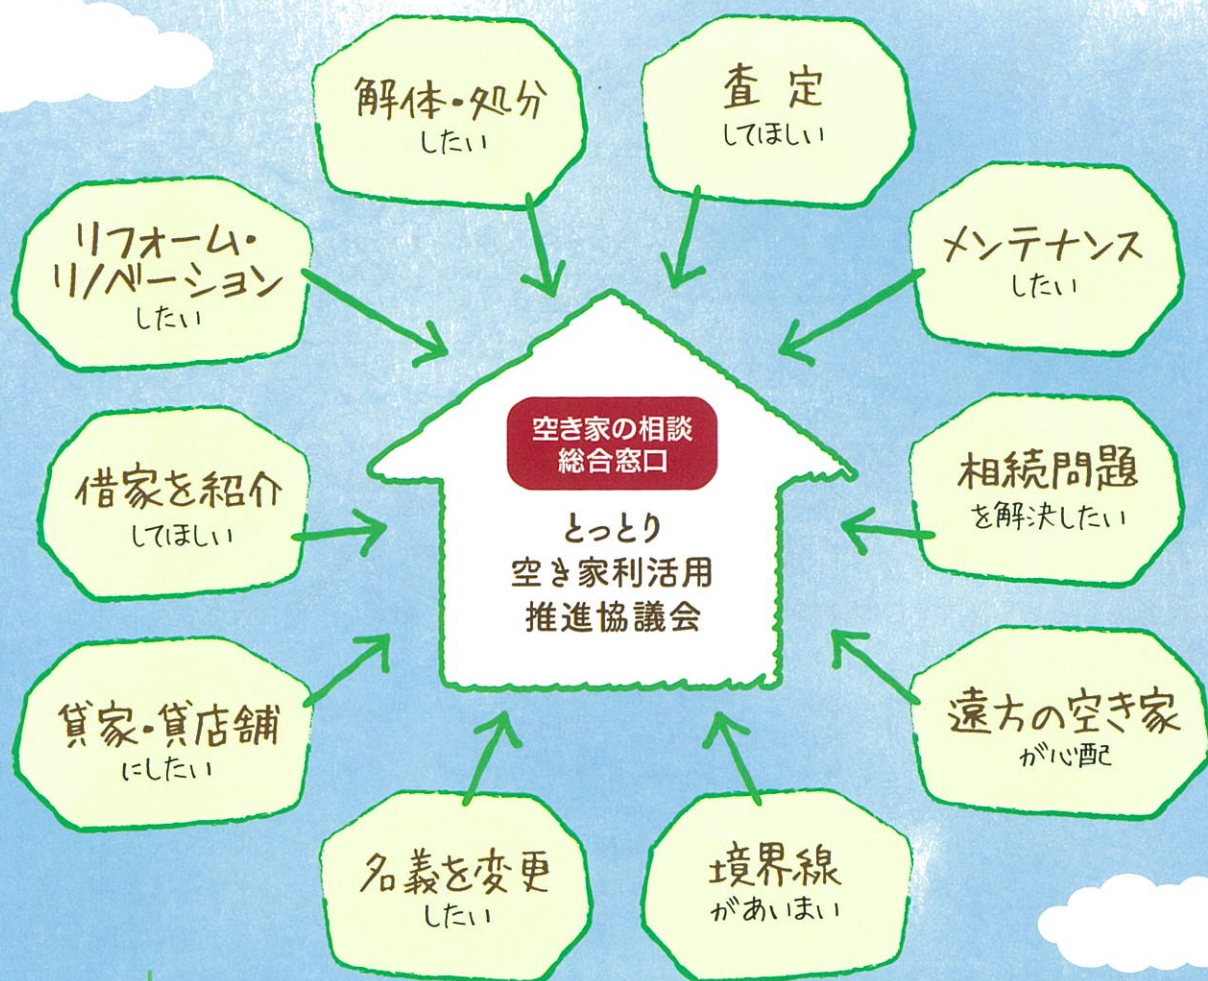 解体・処分
したい
査定
してほしい
リフォーム・
リノベーション
したい
メンテナンス
したい
空き家の相談
総合窓口
とっとり
空き家利活用
推進協議会
借家を紹介
してほしい
相続問題
を解決したい
貸家・貸店舗
にしたい
遠方の空き家
が心配
名義を変更
したい
境界線
があいまい